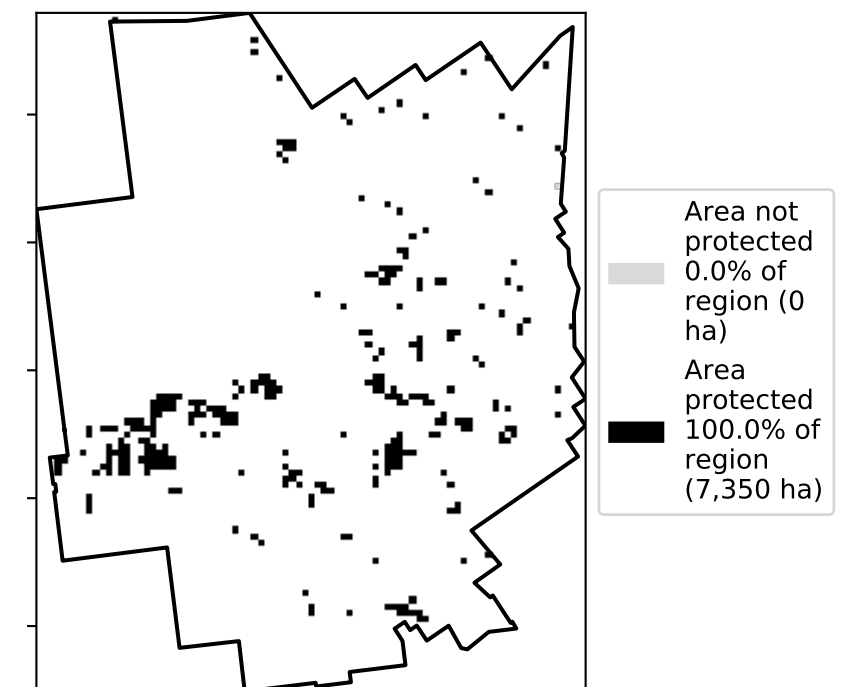 Area not
protected
0.0% of
region (0
ha)
Area
protected
100.0% of
region
(7,350 ha)